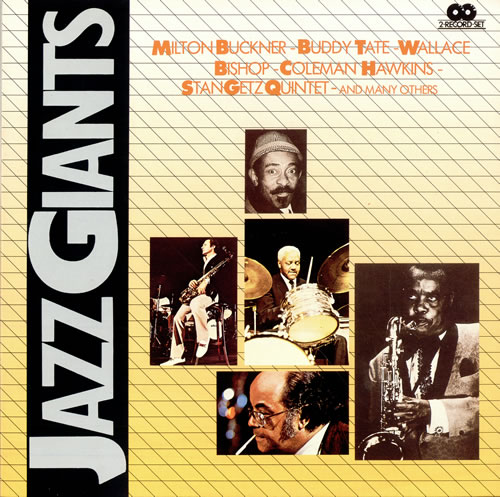 2-RECORD-SET
MILTON BUCKNER - BUDDY TATE - WALLACE
BISHOP - COLEMAN HAWKINS -
STAN GETZ QUINTET - AND MANY OTHERS
JAZZ GIANTS